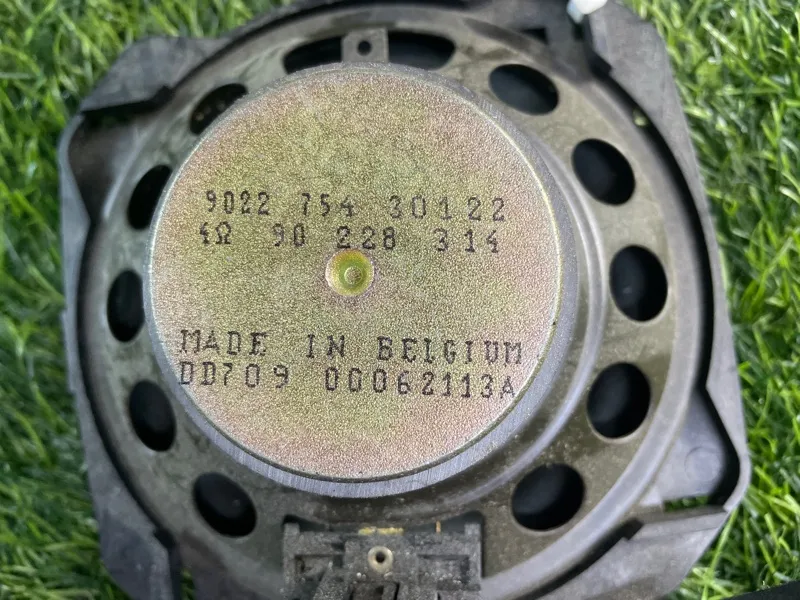 9022 754 30122
4Ω 90 228 314
MADE IN BELGIUM
DD709 00062113A